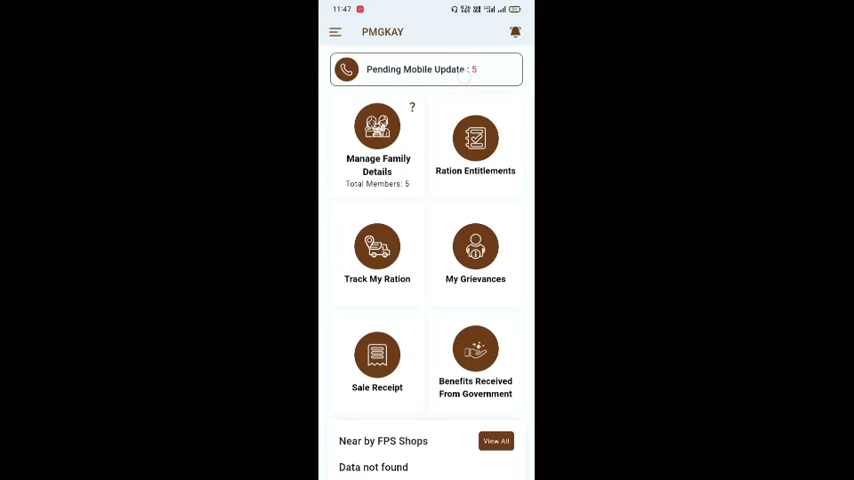 11:47
PMGKAY
Pending Mobile Update : 5
?
Manage Family
Details
Total Members: 5
Ration Entitlements
Track My Ration
My Grievances
Sale Receipt
Benefits Received
From Government
Near by FPS Shops
View All
Data not found